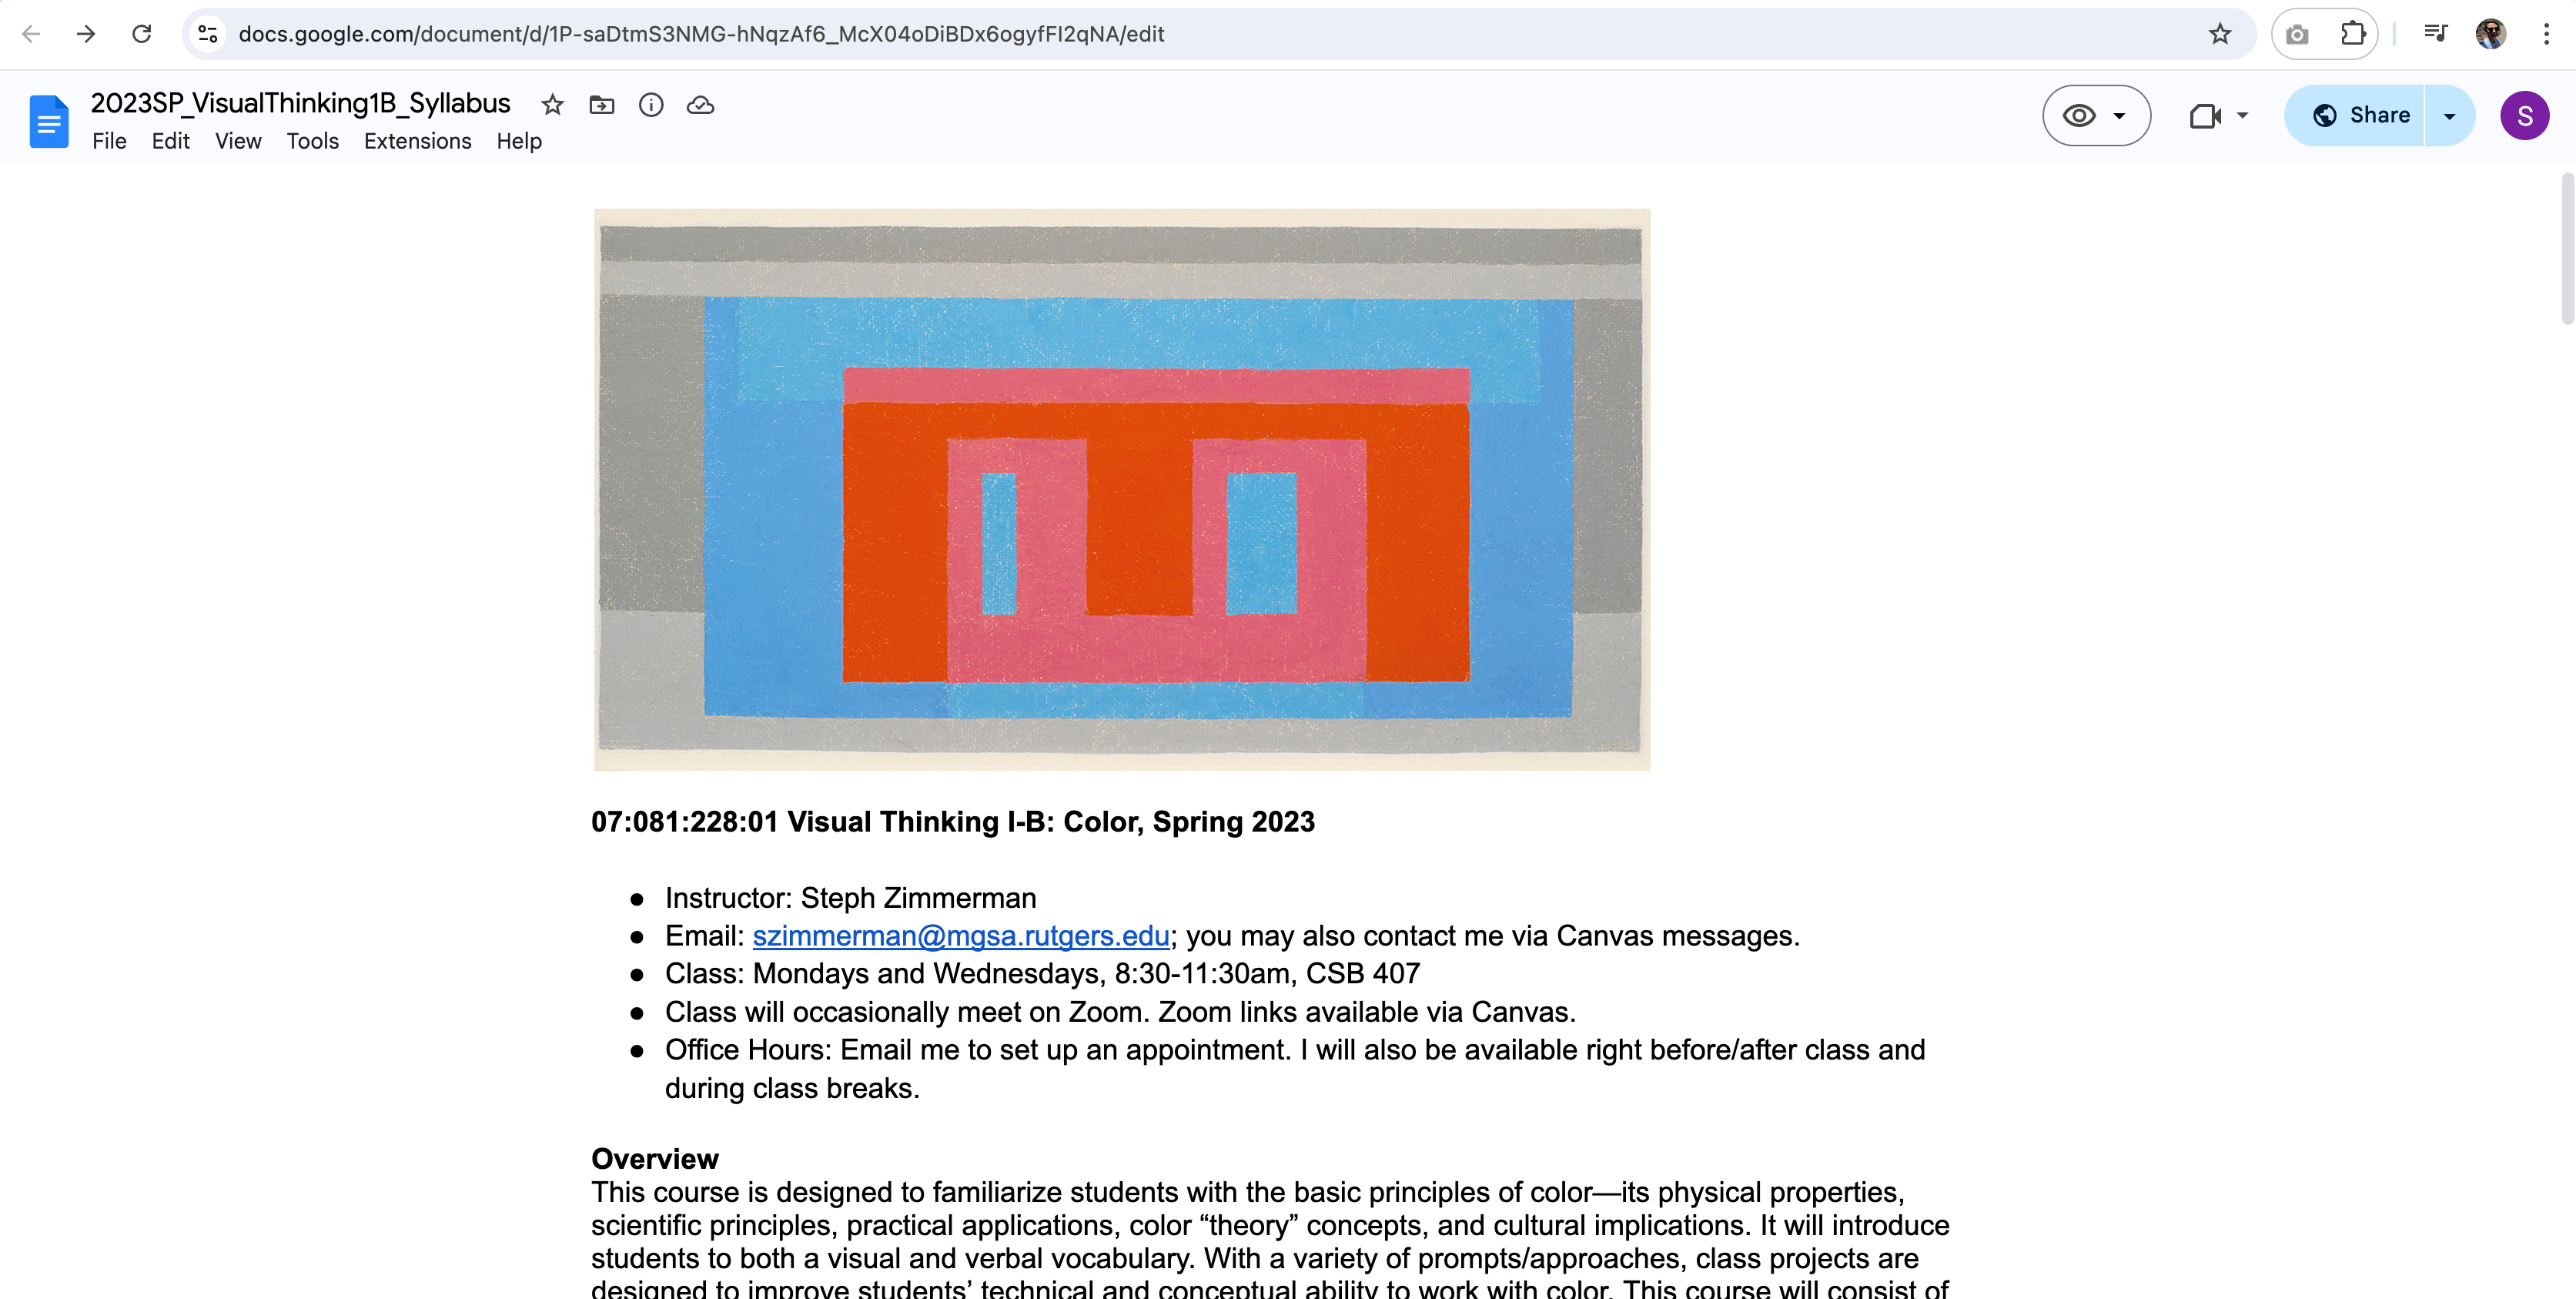 docs.google.com/document/d/1P-saDtmS3NMG-hNqzAf6_McX04oDiBDx6ogyfFI2qNA/edit
2023SP_VisualThinking1B_Syllabus
File Edit View Tools Extensions Help
Share
S
07:081:228:01 Visual Thinking I-B: Color, Spring 2023
● Instructor: Steph Zimmerman
● Email: szimmerman@mgsa.rutgers.edu; you may also contact me via Canvas messages.
● Class: Mondays and Wednesdays, 8:30-11:30am, CSB 407
● Class will occasionally meet on Zoom. Zoom links available via Canvas.
● Office Hours: Email me to set up an appointment. I will also be available right before/after class and
during class breaks.
Overview
This course is designed to familiarize students with the basic principles of color—its physical properties,
scientific principles, practical applications, color “theory” concepts, and cultural implications. It will introduce
students to both a visual and verbal vocabulary. With a variety of prompts/approaches, class projects are
designed to improve students’ technical and conceptual ability to work with color. This course will consist of